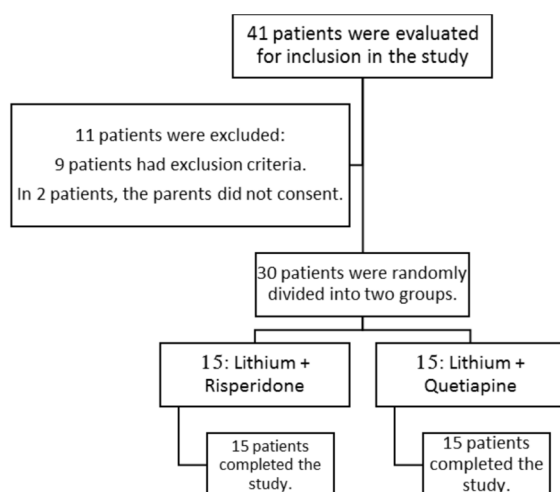 41 patients were evaluated
for inclusion in the study
11 patients were excluded:
9 patients had exclusion criteria.
In 2 patients, the parents did not consent.
30 patients were randomly
divided into two groups.
15: Lithium +
Risperidone
15: Lithium +
Quetiapine
15 patients
completed the
study.
15 patients
completed the
study.